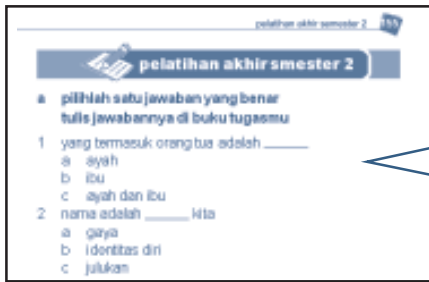 pelatihan akhir semester 2
pelatihan akhir smester 2
a pilihlah satu jawaban yang benar
tulis jawabannya di buku tugasmu
1 yang termasuk orang tua adalah ______
a ayah
b ibu
c ayah dan ibu
2 nama adalah ______ kita
a gaya
b identitas diri
c julukan